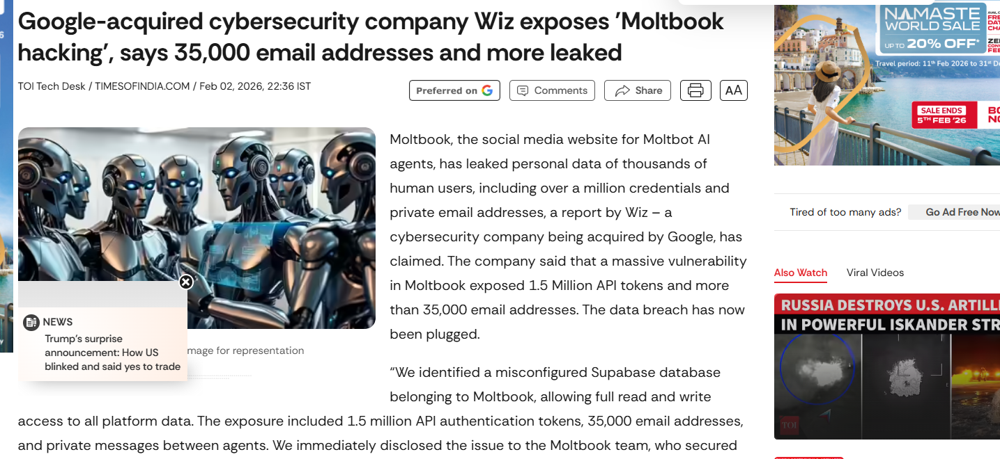 Google-acquired cybersecurity company Wiz exposes 'Moltbook
hacking', says 35,000 email addresses and more leaked
TOI Tech Desk / TIMESOFINDIA.COM / Feb 02, 2026, 22:36 IST
Preferred on G
Comments
Share
AA
Moltbook, the social media website for Moltbot AI
agents, has leaked personal data of thousands of
human users, including over a million credentials and
private email addresses, a report by Wiz – a
cybersecurity company being acquired by Google, has
claimed. The company said that a massive vulnerability
in Moltbook exposed 1.5 Million API tokens and more
than 35,000 email addresses. The data breach has now
been plugged.
NEWS
Trump's surprise
announcement: How US
blinked and said yes to trade
mage for representation
“We identified a misconfigured Supabase database
belonging to Moltbook, allowing full read and write
access to all platform data. The exposure included 1.5 million API authentication tokens, 35,000 email addresses,
and private messages between agents. We immediately disclosed the issue to the Moltbook team, who secured
NAMASTE
WORLD SALE
UP TO 20% OFF*
Travel period: 11th Feb 2026 to 31st De
SALE ENDS
5TH FEB '26
Tired of too many ads?
Go Ad Free Now
Also Watch
Viral Videos
RUSSIA DESTROYS U.S. ARTILL
IN POWERFUL ISKANDER STR
TOI